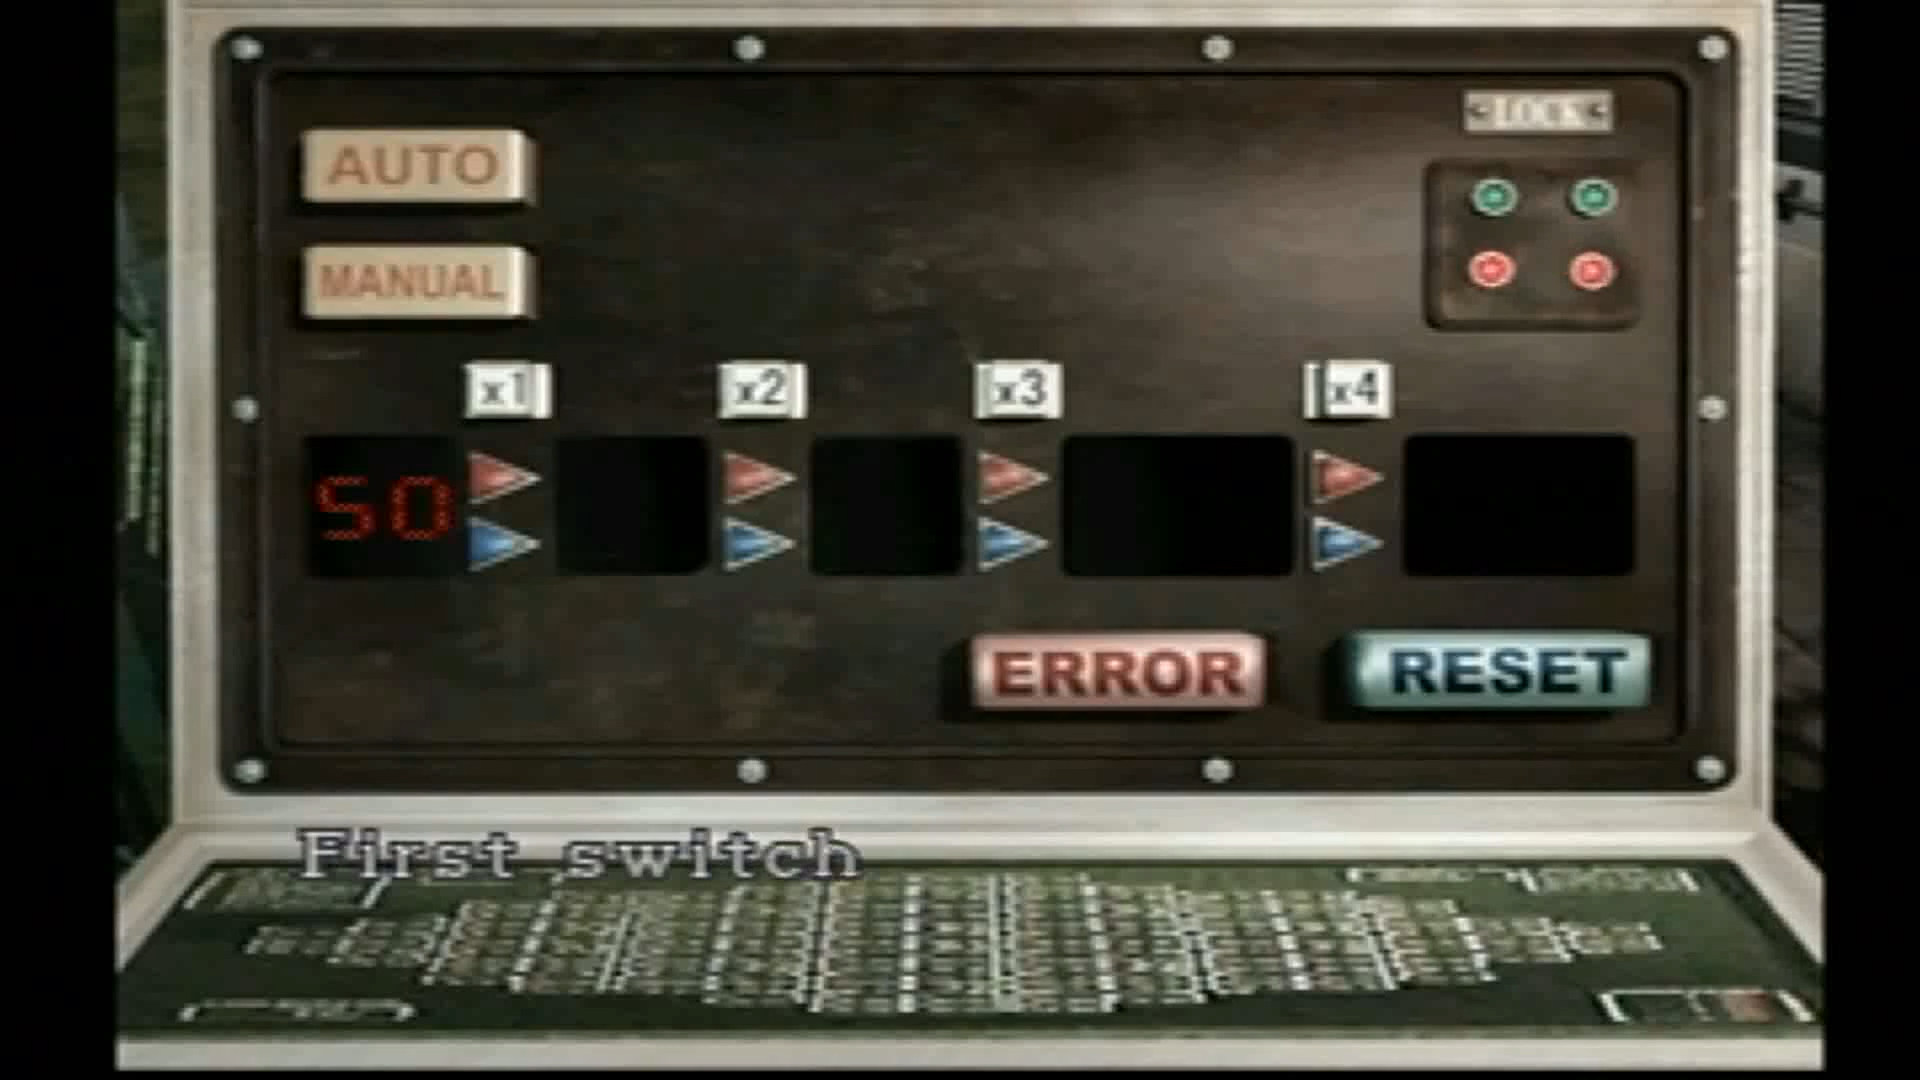 AUTO
MANUAL
x1 x2 x3 x4
50
ERROR RESET
First switch